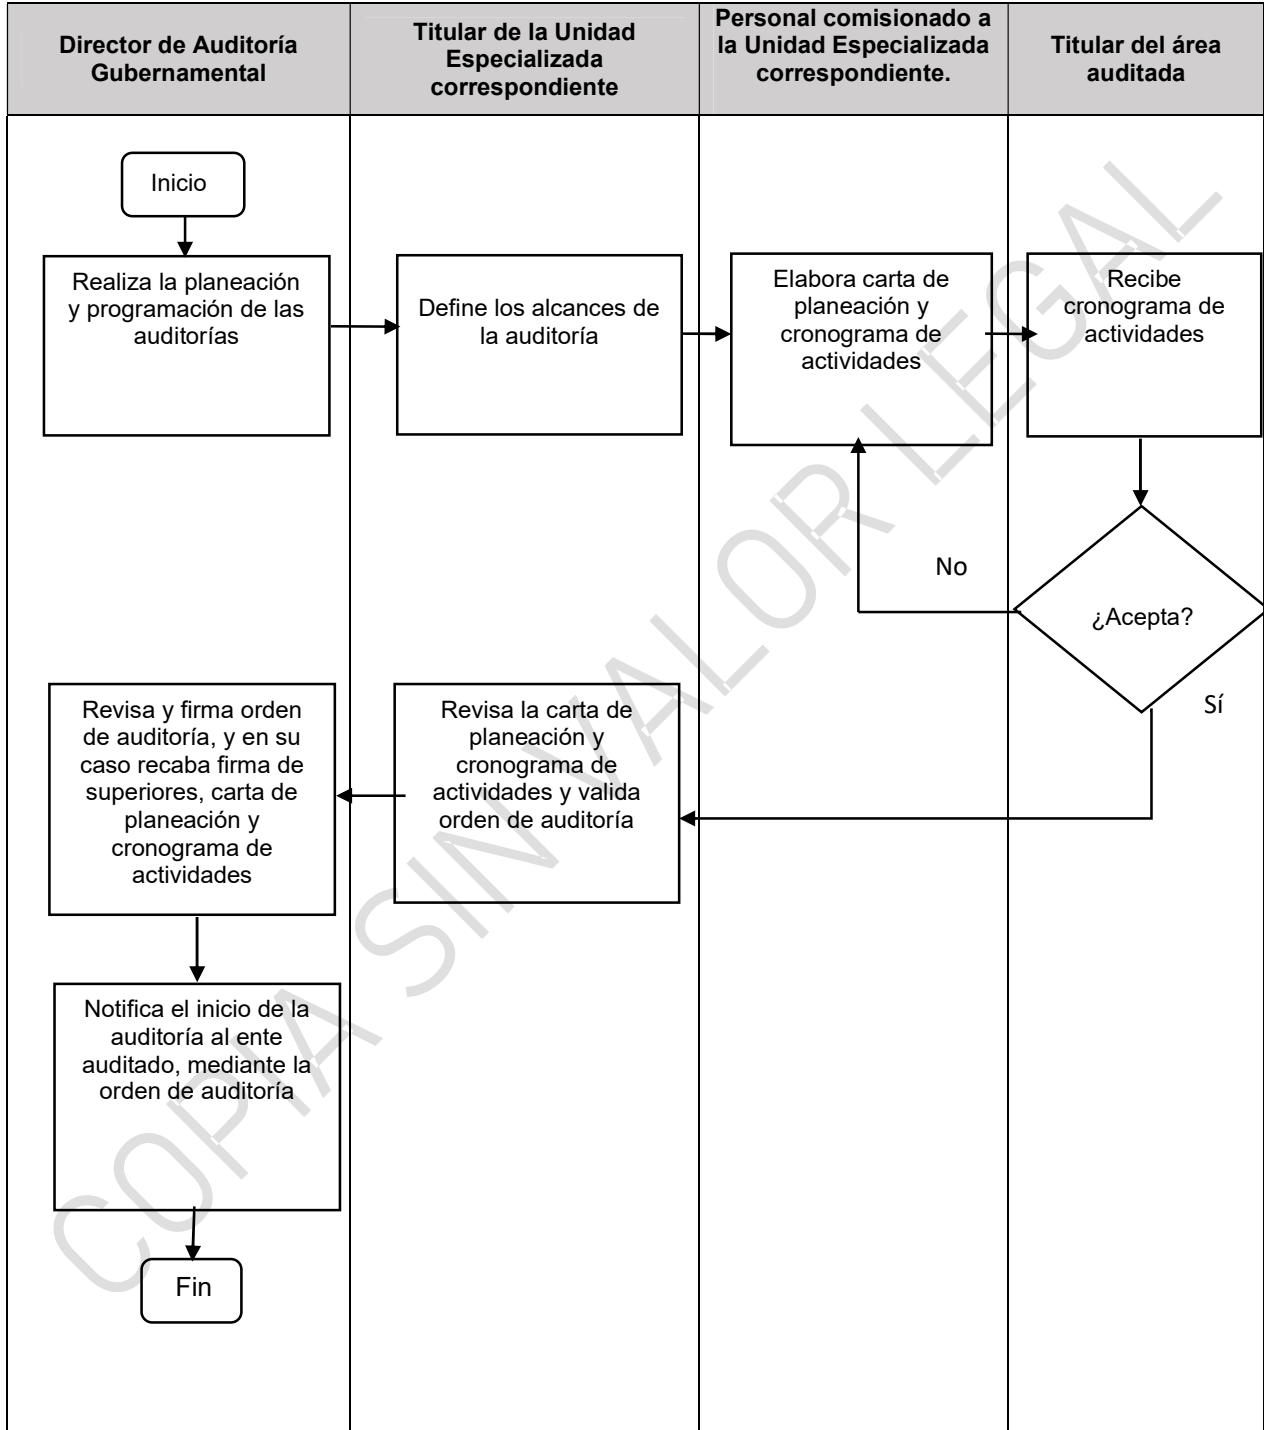 Director de Auditoría
Gubernamental
Titular de la Unidad
Especializada
correspondiente
Personal comisionado a
la Unidad Especializada
correspondiente.
Titular del área
auditada
Inicio
Realiza la planeación
y programación de las
auditorías
Define los alcances de
la auditoría
Elabora carta de
planeación y
cronograma de
actividades
Recibe
cronograma de
actividades
¿Acepta?
No
Sí
Revisa la carta de
planeación y
cronograma de
actividades y valida
orden de auditoría
Revisa y firma orden
de auditoría, y en su
caso recaba firma de
superiores, carta de
planeación y
cronograma de
actividades
Notifica el inicio de la
auditoría al ente
auditado, mediante la
orden de auditoría
Fin
COPIA SIN VALOR LEGAL